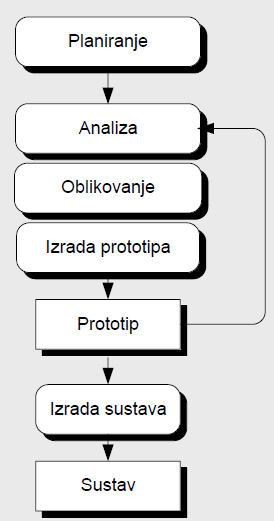 Planiranje
Analiza
Oblikovanje
Izrada prototipa
Prototip
Izrada sustava
Sustav